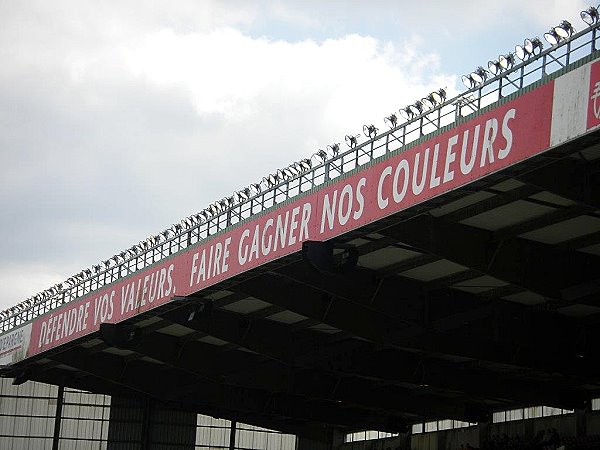 DÉFENDRE VOS VALEURS, FAIRE GAGNER NOS COULEURS